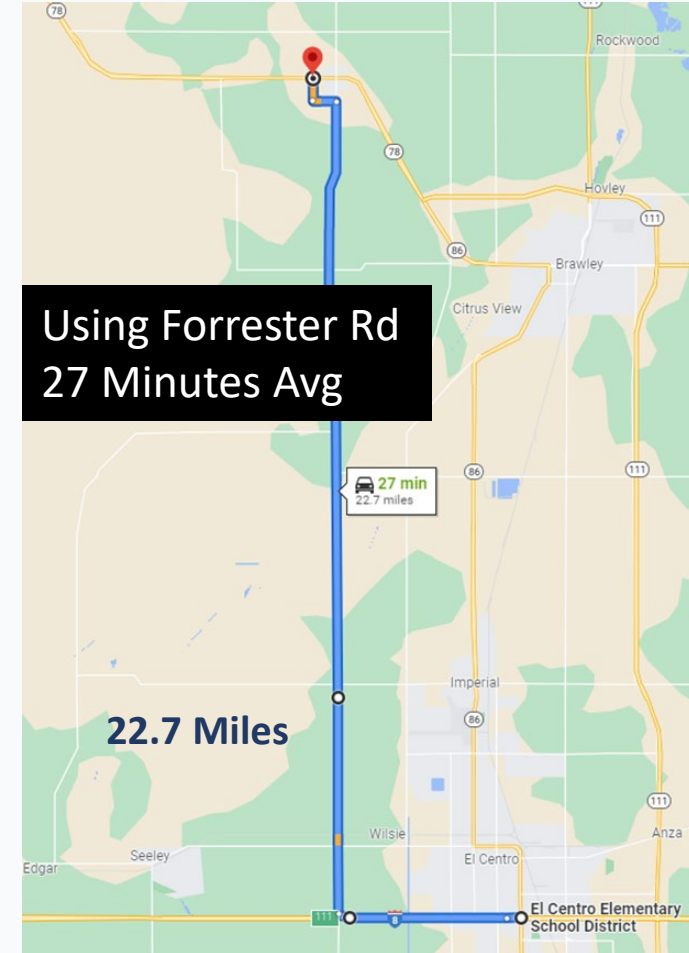 78
111
Rockwood
78
Hovley
111
86
Brawley
Citrus View
Using Forrester Rd
27 Minutes Avg
86
111
27 min
22.7 miles
Imperial
86
22.7 Miles
111
Wilsie
Anza
Seeley
El Centro
Edgar
El Centro Elementary
School District
111
8